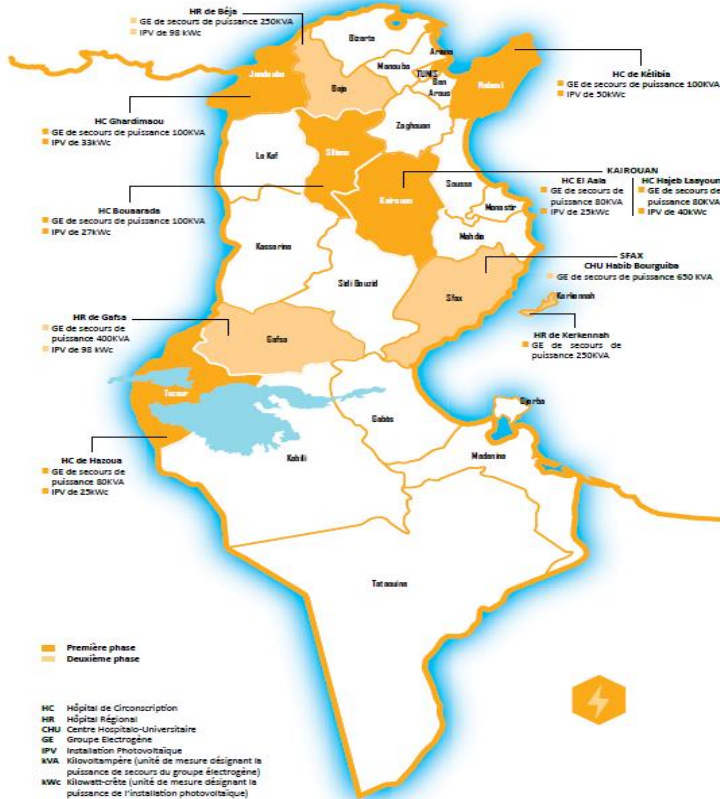 HR de Béja
GE de secours de puissance 250KVA
IPV de 98 kWc
Bizerte
Ariana
Manouba
TUNIS
Ben
Arous
Jendouba
Beja
Nabeul
HC de Kélibia
GE de secours de puissance 100KVA
IPV de 50kWc
Zaghouan
HC Ghardimaou
GE de secours de puissance 100KVA
IPV de 33kWc
Le Kef
Siliana
Kairouan
Sousse
Monastir
Mahdia
KAIROUAN
HC El Aala
GE de secours de
puissance 80KVA
IPV de 25kWc
HC Hajeb Laayoun
GE de secours de
puissance 80KVA
IPV de 40kWc
HC Bouaarada
GE de secours de puissance 100KVA
IPV de 27kWc
Kasserine
Sidi Bouzid
SFAX
CHU Habib Bourguiba
GE de secours de puissance 650 KVA
Sfax
Kerkennah
HR de Kerkennah
GE de secours de
puissance 250KVA
HR de Gafsa
GE de secours de
puissance 400KVA
IPV de 98 kWc
Gafsa
Tozeur
Gabès
Djerba
Kebili
Medenine
HC de Hazoua
GE de secours de
puissance 80KVA
IPV de 25kWc
Tataouine
Première phase
Deuxième phase
HC Hôpital de Circonscription
HR Hôpital Régional
CHU Centre Hospitalo-Universitaire
GE Groupe Electrogène
IPV Installation Photovoltaïque
kVA Kilovoltampère (unité de mesure désignant la
puissance de secours du groupe électrogène)
kWc Kilowatt-crête (unité de mesure désignant la
puissance de l'installation photovoltaïque)